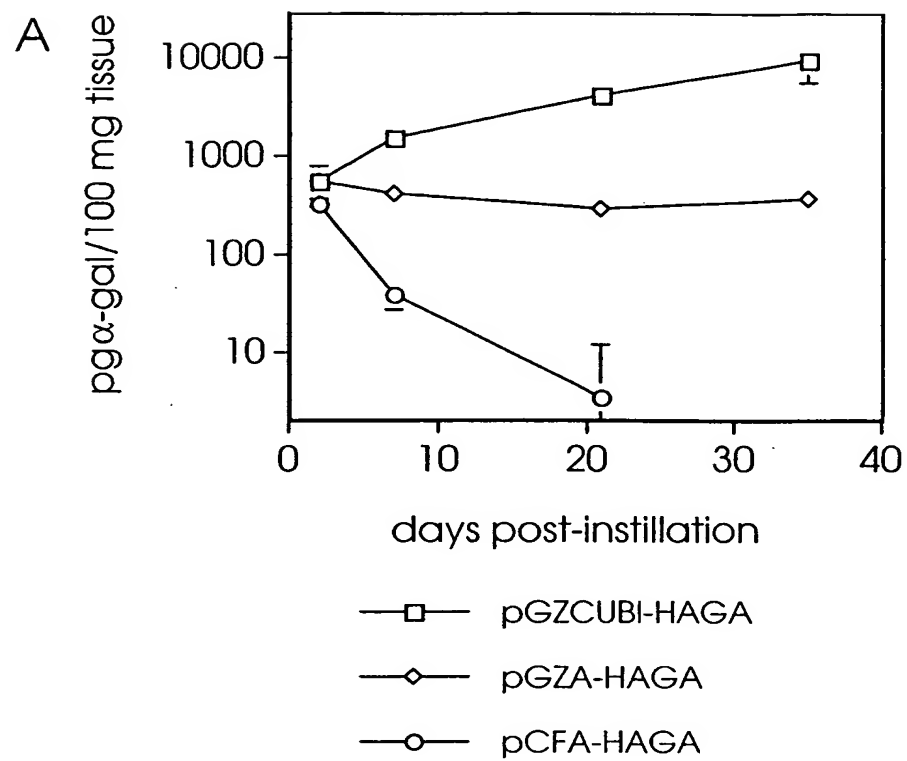 A
pgα-gal/100 mg tissue
10000
1000
100
10
0 10 20 30 40
days post-instillation
pGZCUBI-HAGA
pGZA-HAGA
pCFA-HAGA